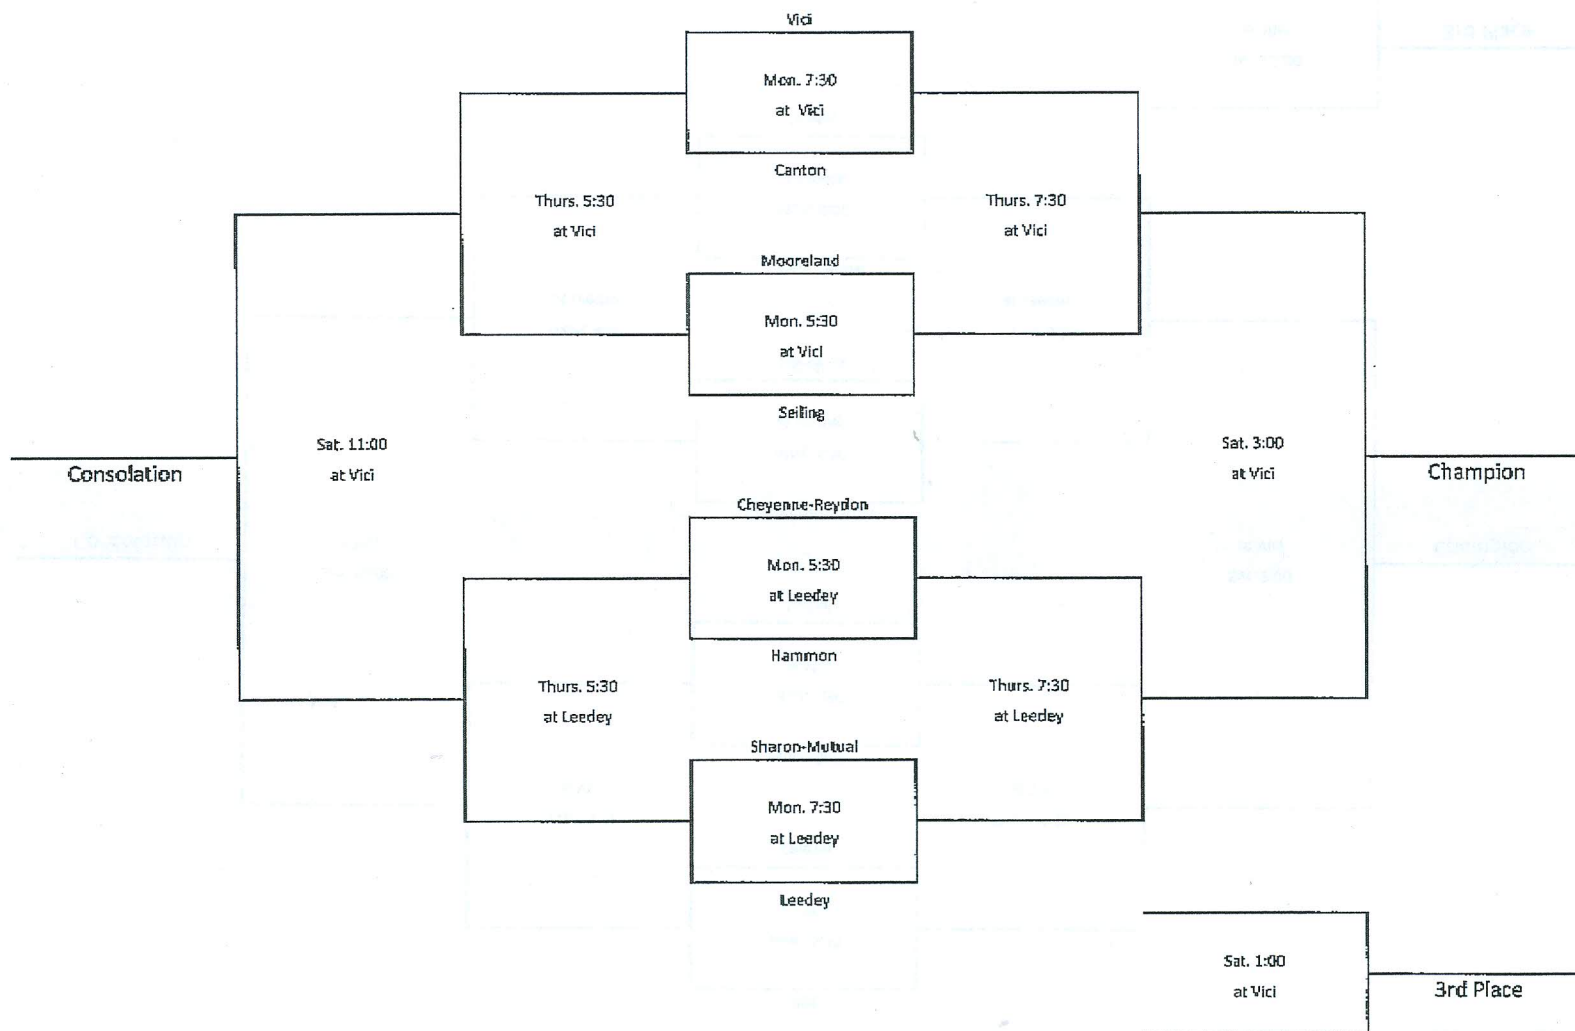 Vici
Mon. 7:30
at Vici
Canton
Thurs. 5:30
at Vici
Thurs. 7:30
at Vici
Mooreland
Mon. 5:30
at Vici
Seiling
Sat. 11:00
at Vici
Consolation
Sat. 3:00
at Vici
Champion
Cheyenne-Reydon
Mon. 5:30
at Leedey
Hammon
Thurs. 5:30
at Leedey
Thurs. 7:30
at Leedey
Sharon-Mutual
Mon. 7:30
at Leedey
Leedey
Sat. 1:00
at Vici
3rd Place